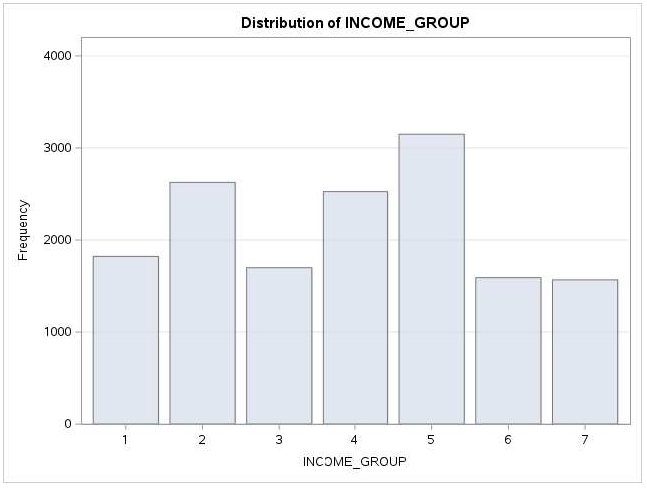 Distribution of INCOME_GROUP
4000
3000
2000
1000
0
Frequency
1 2 3 4 5 6 7
INCOME_GROUP